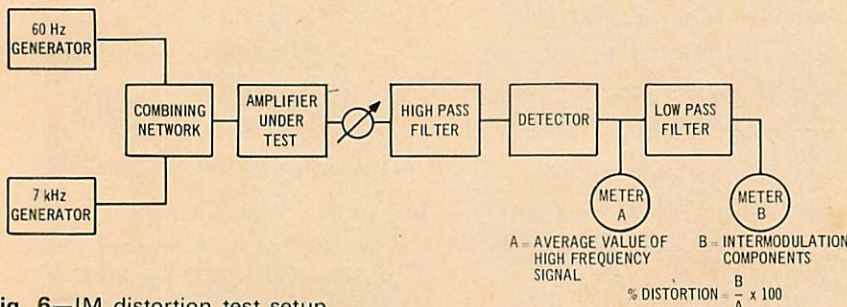 60 Hz
GENERATOR
COMBINING
NETWORK
AMPLIFIER
UNDER
TEST
HIGH PASS
FILTER
DETECTOR
LOW PASS
FILTER
7 kHz
GENERATOR
METER
A
METER
B
A = AVERAGE VALUE OF
HIGH FREQUENCY
SIGNAL
B = INTERMODULATION
COMPONENTS
% DISTORTION = B/A x 100
Fig. 6—IM distortion test setup